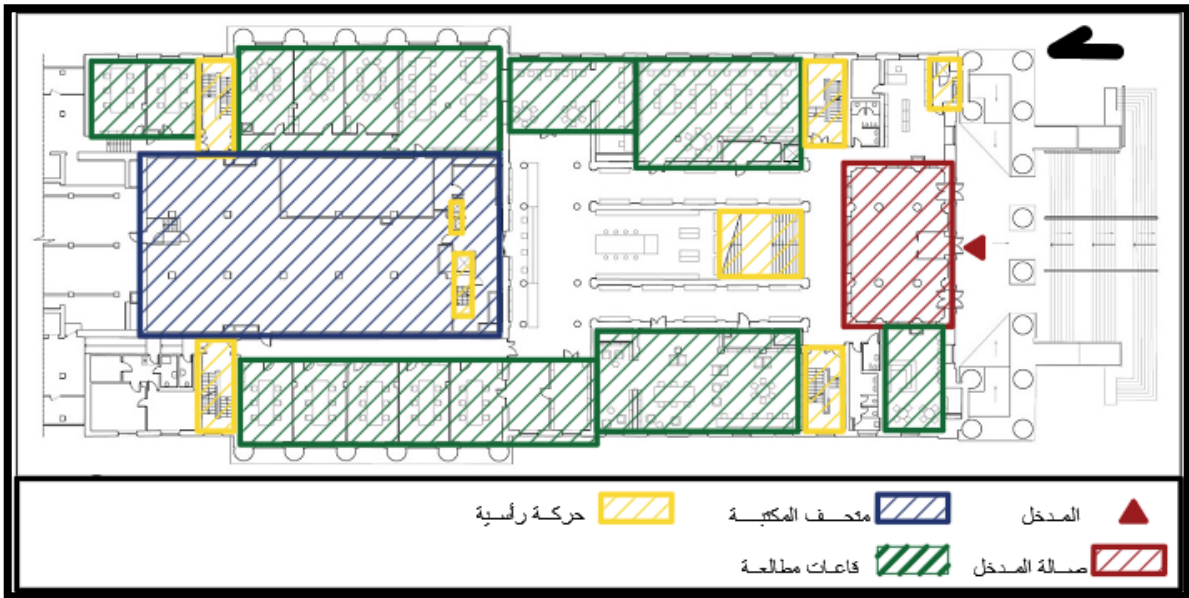 المدخل متحف المكتبة حركة رأسية
صالة المدخل قاعات مطالعة